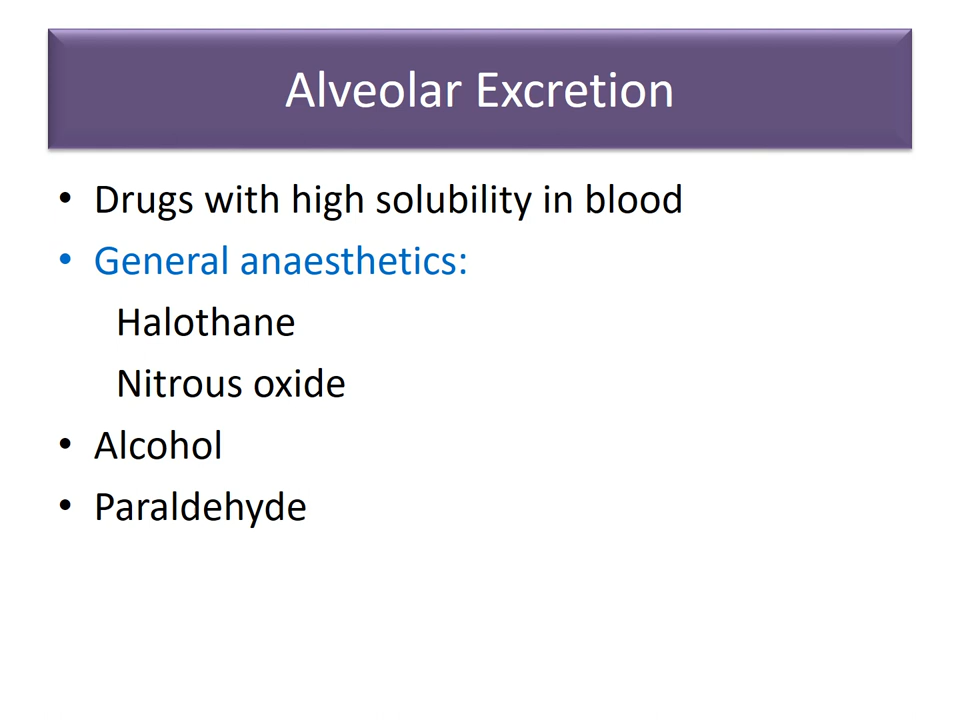 Alveolar Excretion
• Drugs with high solubility in blood
• General anaesthetics:
Halothane
Nitrous oxide
• Alcohol
• Paraldehyde